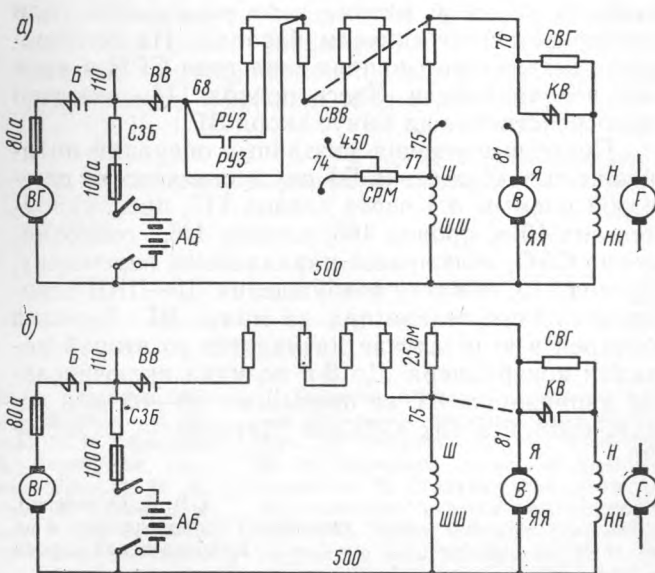 а)
76
СВГ
Б
110
ВВ
68
СВВ
КВ
80а
СЗБ
РУ2
РУЗ
450
74
77
75
81
100а
СРМ
Ш
Я
Н
ВГ
АБ
В
Г
ШШ
ЯЯ
НН
500
б)
Б
110
ВВ
23Ом
СВГ
КВ
80а
СЗБ
75
81
100а
Ш
Я
Н
ВГ
АБ
В
Г
ШШ
ЯЯ
НН
500